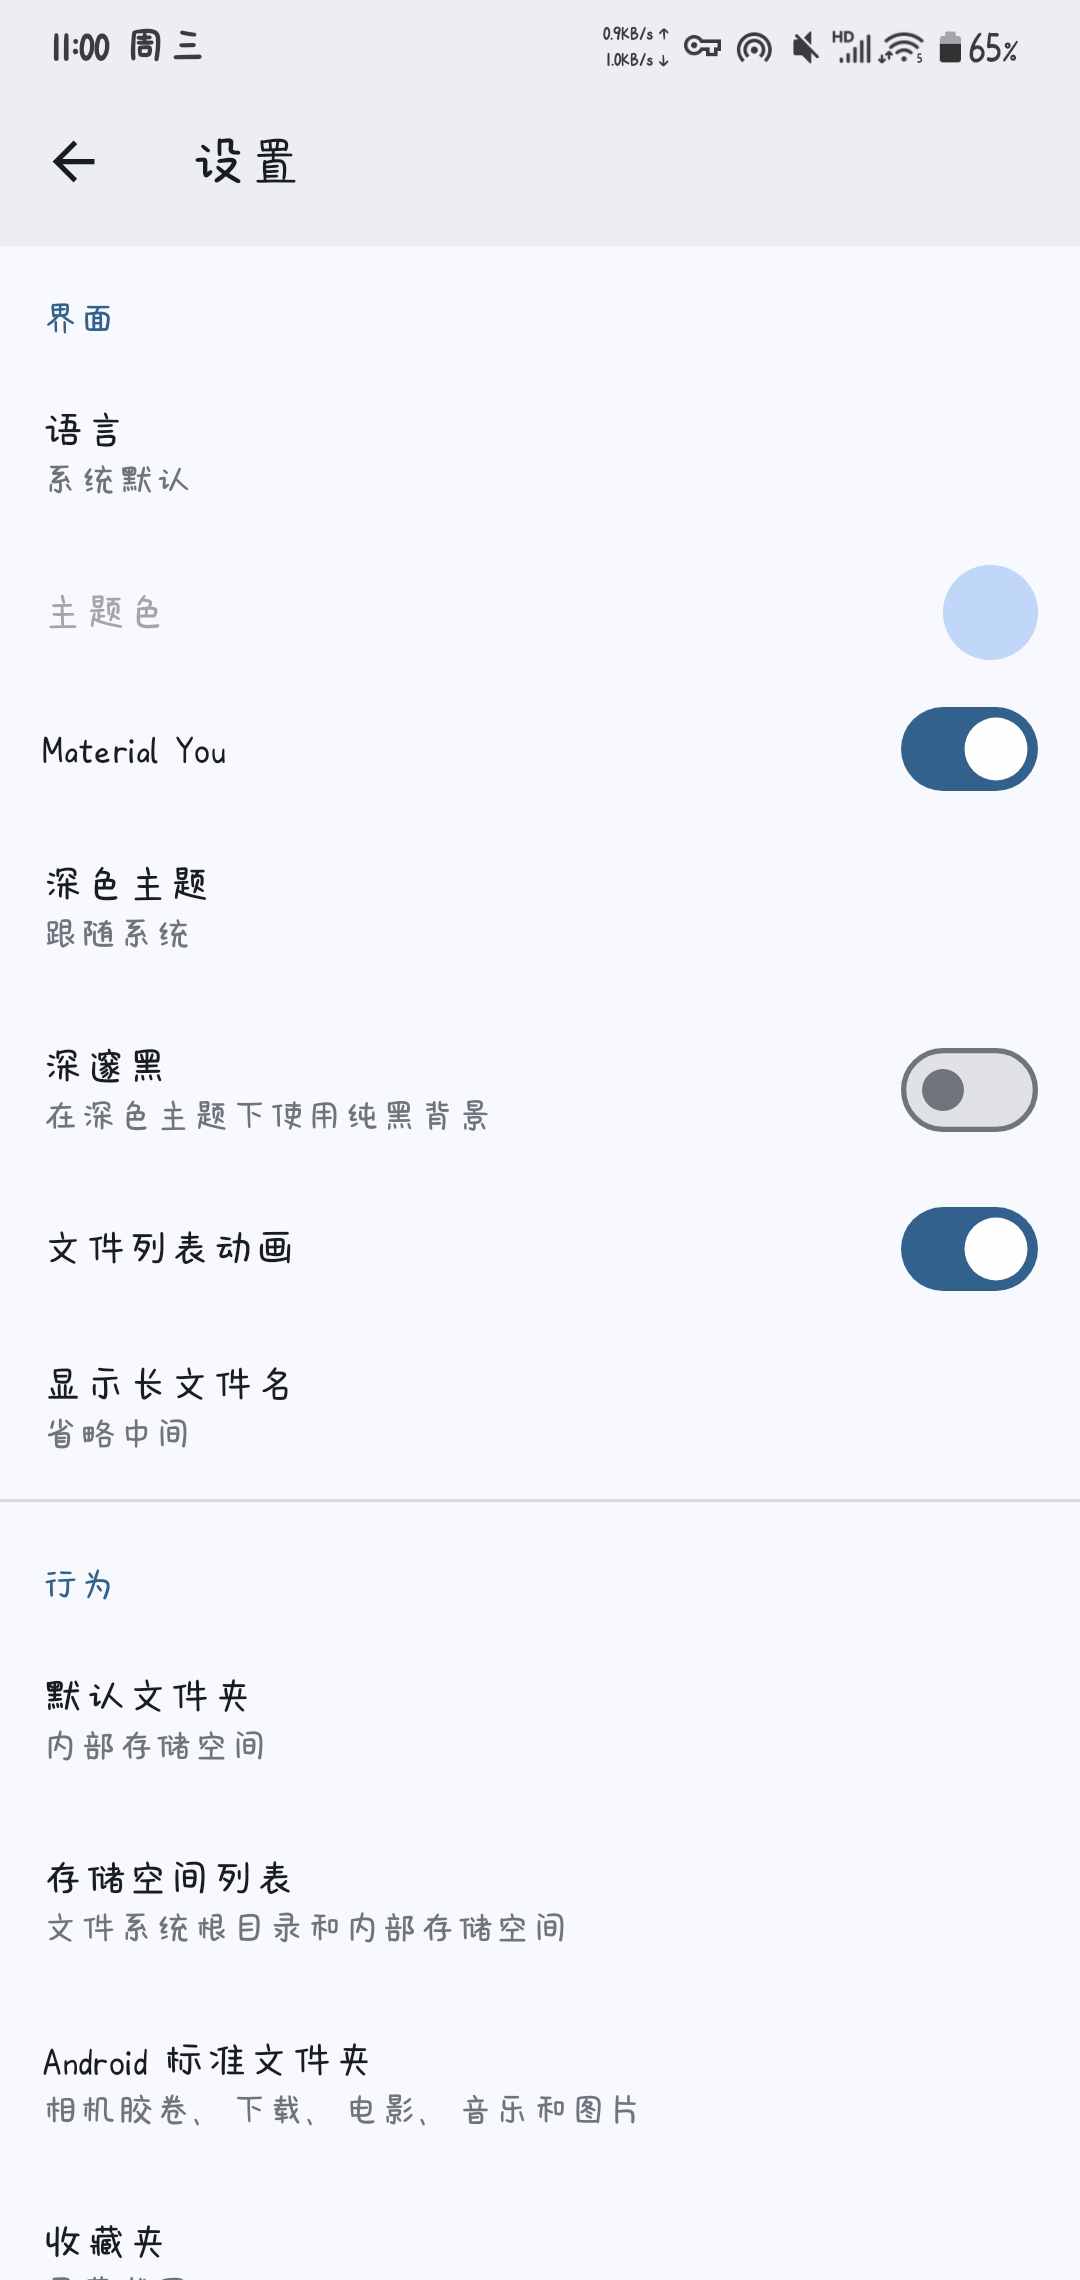 11:00 周三 0.9KB/s ↑ HD 5 65%
1.0KB/s ↓
设置
界面
语言
系统默认
主题色
Material You
深色主题
跟随系统
深邃黑
在深色主题下使用纯黑背景
文件列表动画
显示长文件名
省略中间
行为
默认文件夹
内部存储空间
存储空间列表
文件系统根目录和内部存储空间
Android 标准文件夹
相机胶卷、下载、电影、音乐和图片
收藏夹